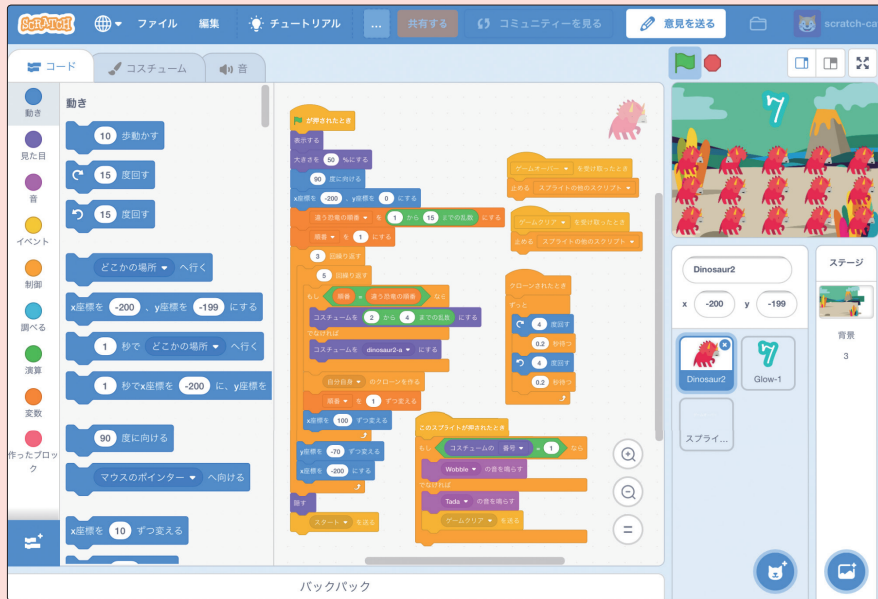 SCRATCH ファイル 編集 チュートリアル ... 共有する コミュニティーを見る 意見を送る scratch-ca
コード コスチューム 音
動き
見た目
音
イベント
制御
調べる
演算
変数
作ったブロック
動き
10 歩動かす
15 度回す
15 度回す
どこかの場所 へ行く
x座標を -200 、y座標を -199 にする
1 秒で どこかの場所 へ行く
1 秒でx座標を -200 に、y座標を
90 度に向ける
マウスのポインター へ向ける
x座標を 10 ずつ変える
が押されたとき
表示する
大きさを 50 %にする
90 度に向ける
x座標を -200 、y座標を 0 にする
違う恐竜の順番 を 1 から 15 までの乱数 にする
順番 を 1 にする
3 回繰り返す
5 回繰り返す
もし 順番 = 違う恐竜の順番 なら
コスチュームを 2 から 4 までの乱数 にする
でなければ
コスチュームを dinosaur2-a にする
自分自身 のクローンを作る
順番 を 1 ずつ変える
x座標を 100 ずつ変える
y座標を -70 ずつ変える
x座標を -200 にする
隠す
スタート を送る
ゲームオーバー を受け取ったとき
止める スプライトの他のスクリプト
ゲームクリア を受け取ったとき
止める スプライトの他のスクリプト
クローンされたとき
ずっと
4 度回す
0.2 秒待つ
4 度回す
0.2 秒待つ
このスプライトが押されたとき
もし コスチュームの 番号 = 1 なら
Wobble の音を鳴らす
でなければ
Tada の音を鳴らす
ゲームクリア を送る
7
Dinosaur2
x -200 y -199
Dinosaur2
Glow-1
スプライ...
ステージ
背景
3
バックパック